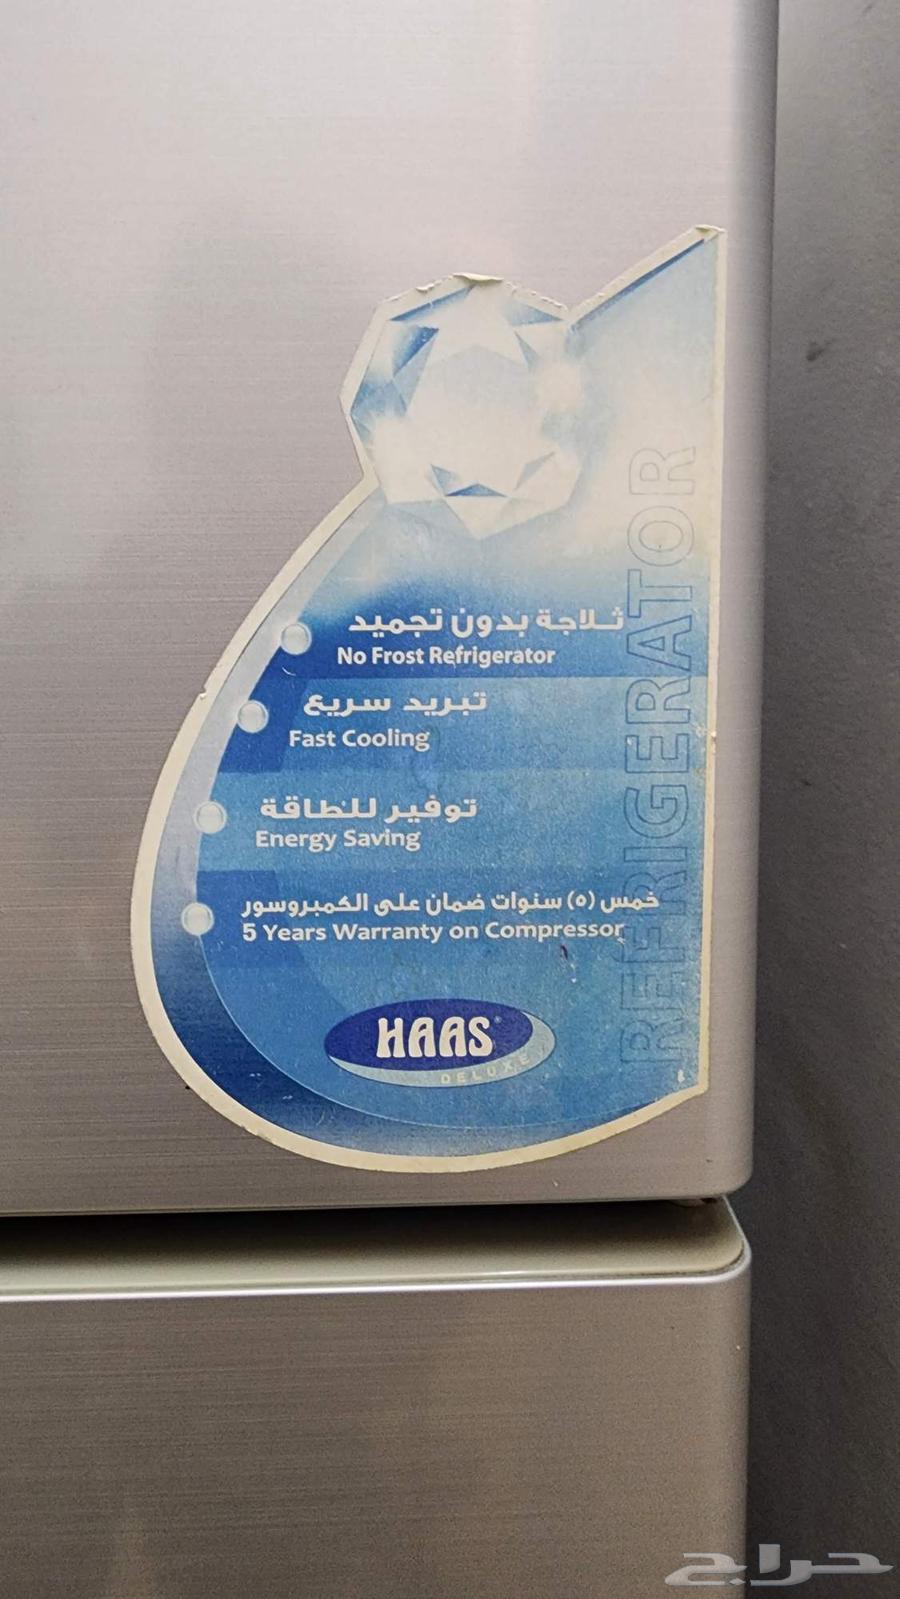 ثلاجة بدون تجميد
No Frost Refrigerator
تبريد سريع
Fast Cooling
توفير للطاقة
Energy Saving
خمس (٥) سنوات ضمان على الكمبروسور
5 Years Warranty on Compressor
HAAS®
DELUXE
REFRIGERATOR
حراج